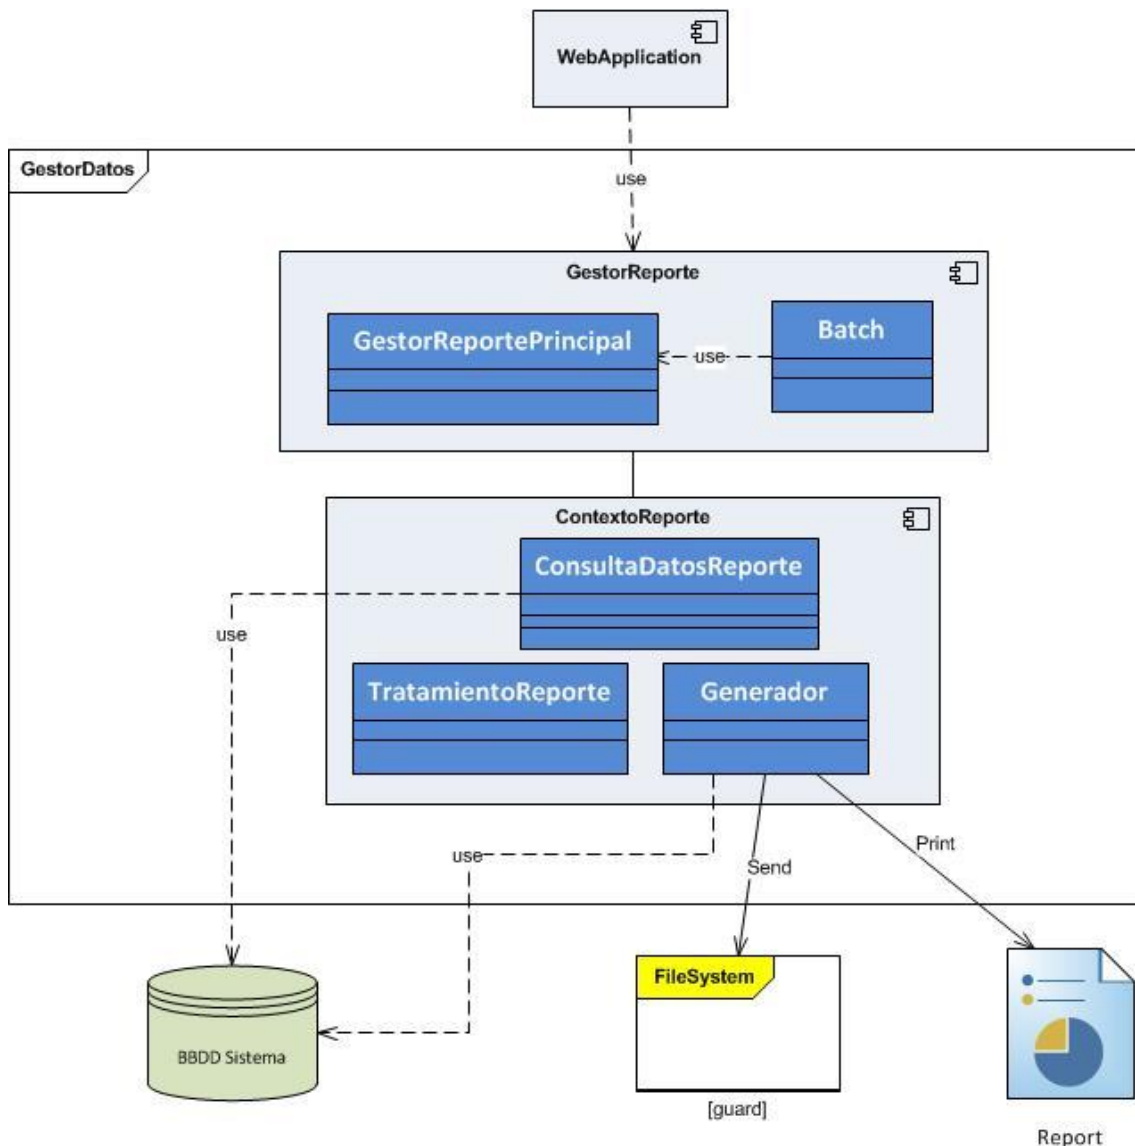 WebApplication
GestorDatos
use
GestorReporte
GestorReportePrincipal
Batch
use
ContextoReporte
ConsultaDatosReporte
use
TratamientoReporte
Generador
use
Send
Print
FileSystem
BBDD Sistema
[guard]
Report